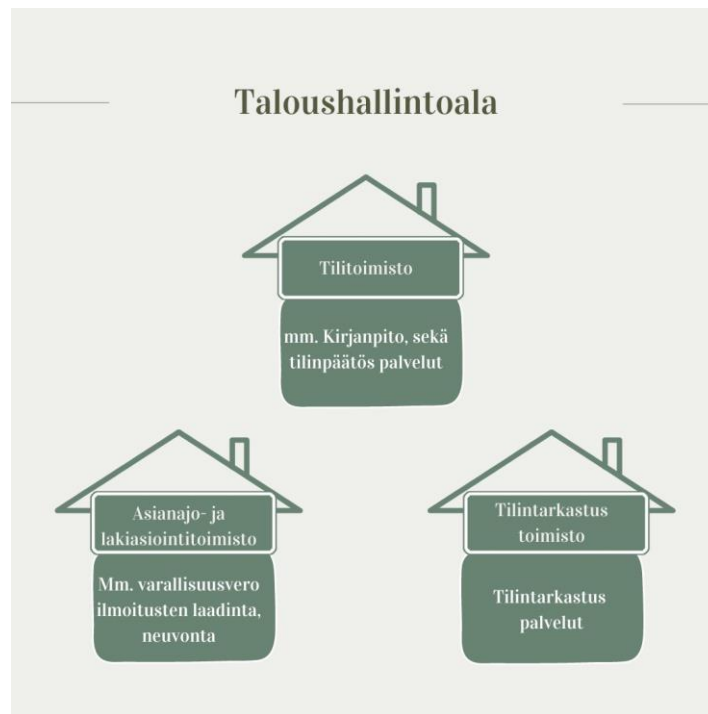 Taloushallintoala
Tilitoimisto
mm. Kirjanpito, sekä
tilinpäätös palvelut
Asianajo- ja
lakiasiointitoimisto
Mm. varallisuusvero
ilmoitusten laadinta,
neuvonta
Tilintarkastus
toimisto
Tilintarkastus
palvelut